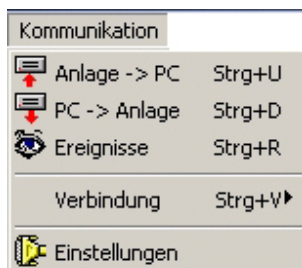 Kommunikation
Anlage -> PC Strg+U
PC -> Anlage Strg+D
Ereignisse Strg+R
Verbindung Strg+V
Einstellungen